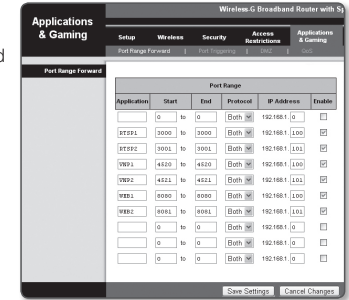 Wireless-G Broadband Router with Sp
Applications
& Gaming
Setup Wireless Security Access Restrictions Applications & Gaming
Port Range Forward | Port Triggering | DMZ | QoS
Port Range Forward
Port Range
Application Start End Protocol IP Address Enable
0 to 0 Both 192.168.1. 0
RTSP1 3000 to 3000 Both 192.168.1. 100
RTSP2 3001 to 3001 Both 192.168.1. 101
VNP1 4520 to 4520 Both 192.168.1. 100
VNP2 4521 to 4521 Both 192.168.1. 101
WEB1 8080 to 8080 Both 192.168.1. 100
WEB2 8081 to 8081 Both 192.168.1. 101
0 to 0 Both 192.168.1. 0
0 to 0 Both 192.168.1. 0
0 to 0 Both 192.168.1. 0
Save Settings Cancel Changes